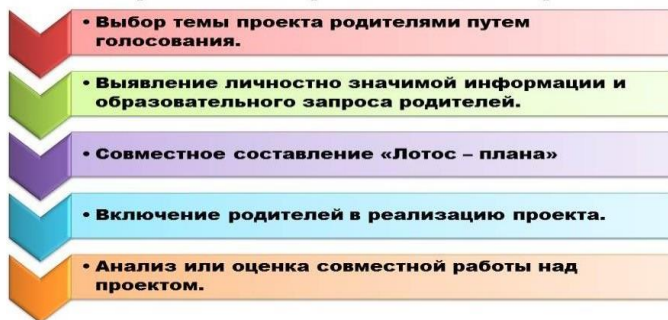 • Выбор темы проекта родителями путем
голосования.
• Выявление личностно значимой информации и
образовательного запроса родителей.
• Совместное составление «Лотос – плана»
• Включение родителей в реализацию проекта.
• Анализ или оценка совместной работы над
проектом.